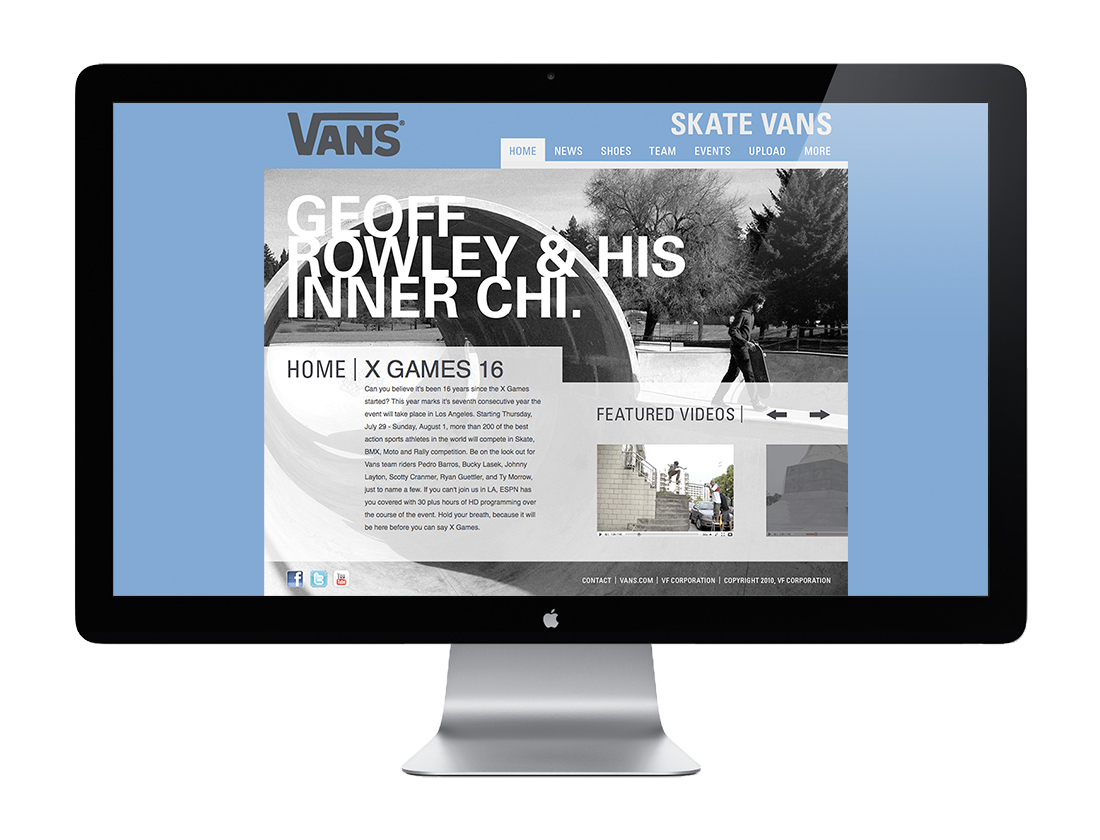 VANS®
SKATE VANS
HOME NEWS SHOES TEAM EVENTS UPLOAD MORE
GEOFF
ROWLEY & HIS
INNER CHI.
HOME | X GAMES 16
Can you believe it's been 16 years since the X Games
started? This year marks it's seventh consecutive year the
event will take place in Los Angeles. Starting Thursday,
July 29 - Sunday, August 1, more than 200 of the best
action sports athletes in the world will compete in Skate,
BMX, Moto and Rally competition. Be on the look out for
Vans team riders Pedro Barros, Bucky Lasek, Johnny
Layton, Scotty Cranmer, Ryan Guettler, and Ty Morrow,
just to name a few. If you can't join us in LA, ESPN has
you covered with 30 plus hours of HD programming over
the course of the event. Hold your breath, because it will
be here before you can say X Games.
FEATURED VIDEOS |
You Tube
CONTACT | VANS.COM | VF CORPORATION | COPYRIGHT 2010, VF CORPORATION